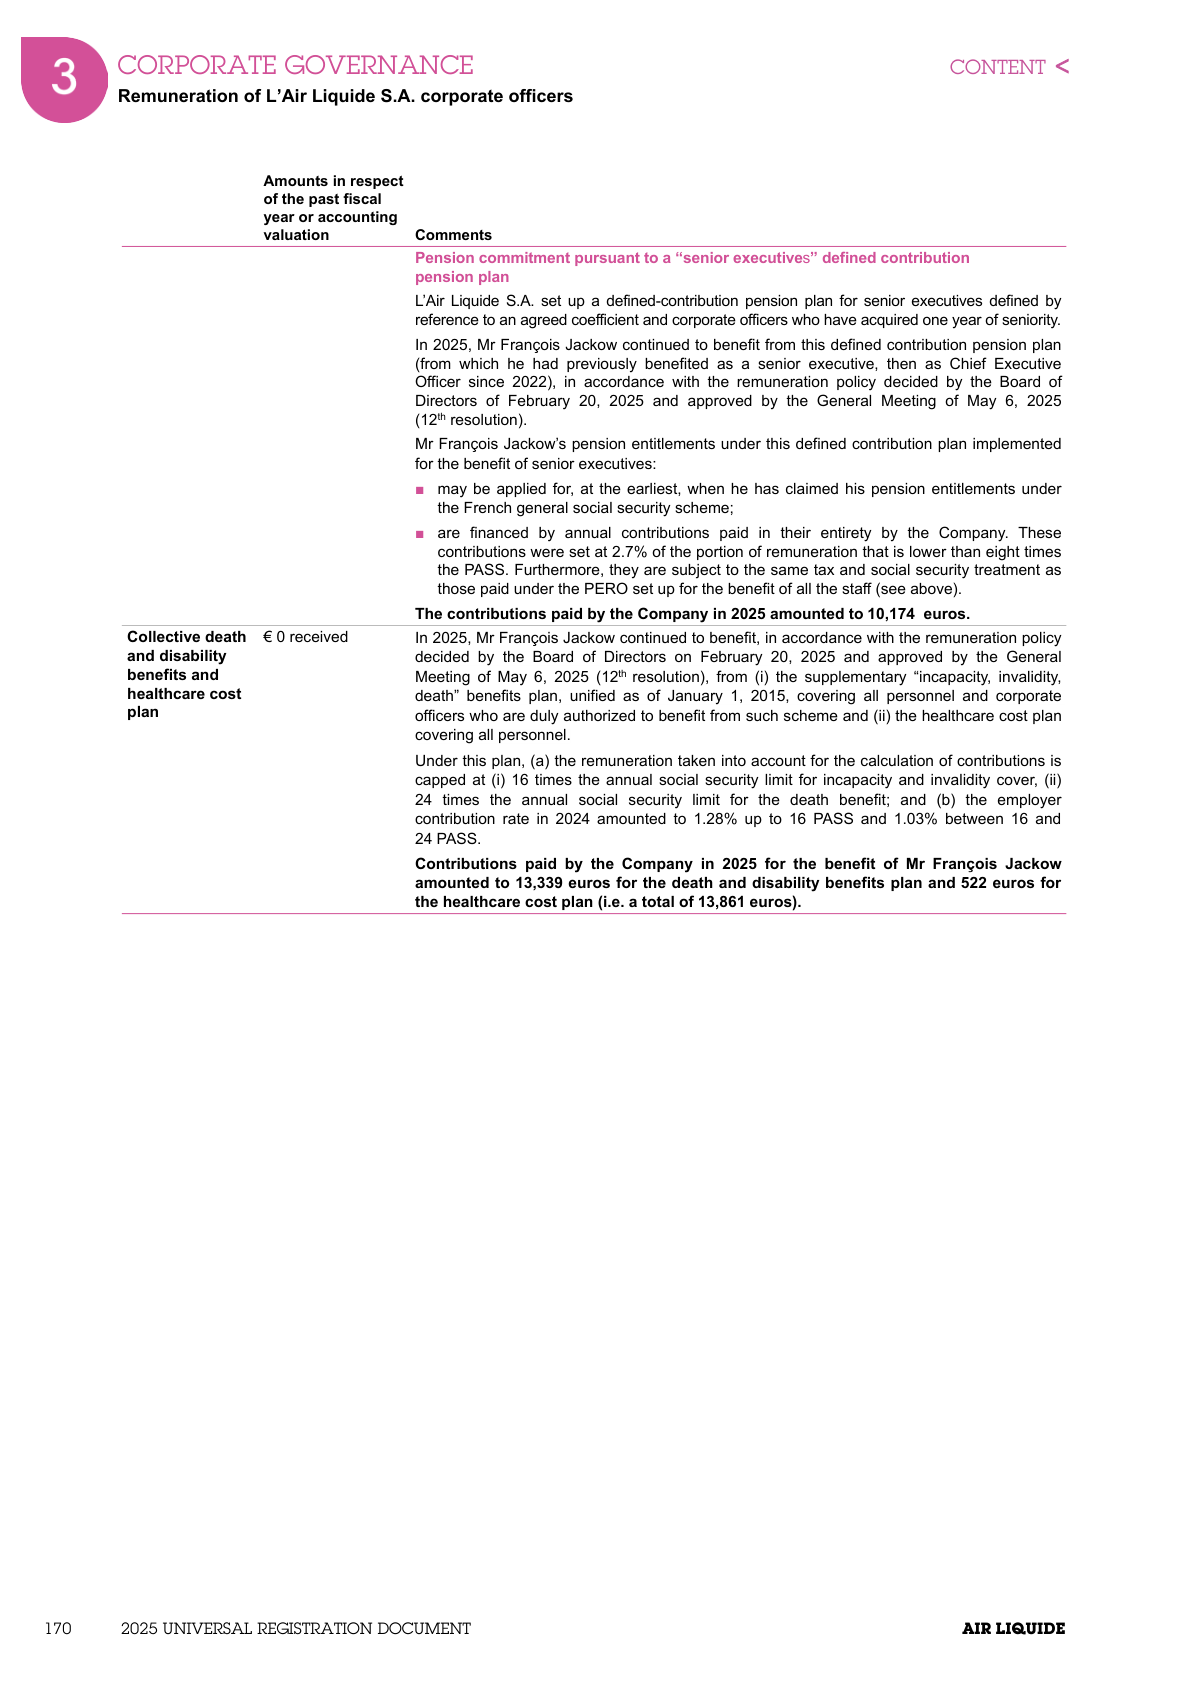 3
CORPORATE GOVERNANCE
CONTENT <
Remuneration of L’Air Liquide S.A. corporate officers
Amounts in respect
of the past fiscal
year or accounting
valuation
Comments
Pension commitment pursuant to a “senior executives” defined contribution
pension plan
L’Air Liquide S.A. set up a defined-contribution pension plan for senior executives defined by
reference to an agreed coefficient and corporate officers who have acquired one year of seniority.
In 2025, Mr François Jackow continued to benefit from this defined contribution pension plan
(from which he had previously benefited as a senior executive, then as Chief Executive
Officer since 2022), in accordance with the remuneration policy decided by the Board of
Directors of February 20, 2025 and approved by the General Meeting of May 6, 2025
(12th resolution).
Mr François Jackow’s pension entitlements under this defined contribution plan implemented
for the benefit of senior executives:
■ may be applied for, at the earliest, when he has claimed his pension entitlements under
the French general social security scheme;
■ are financed by annual contributions paid in their entirety by the Company. These
contributions were set at 2.7% of the portion of remuneration that is lower than eight times
the PASS. Furthermore, they are subject to the same tax and social security treatment as
those paid under the PERO set up for the benefit of all the staff (see above).
The contributions paid by the Company in 2025 amounted to 10,174 euros.
Collective death
and disability
benefits and
healthcare cost
plan
€ 0 received
In 2025, Mr François Jackow continued to benefit, in accordance with the remuneration policy
decided by the Board of Directors on February 20, 2025 and approved by the General
Meeting of May 6, 2025 (12th resolution), from (i) the supplementary “incapacity, invalidity,
death” benefits plan, unified as of January 1, 2015, covering all personnel and corporate
officers who are duly authorized to benefit from such scheme and (ii) the healthcare cost plan
covering all personnel.
Under this plan, (a) the remuneration taken into account for the calculation of contributions is
capped at (i) 16 times the annual social security limit for incapacity and invalidity cover, (ii)
24 times the annual social security limit for the death benefit; and (b) the employer
contribution rate in 2024 amounted to 1.28% up to 16 PASS and 1.03% between 16 and
24 PASS.
Contributions paid by the Company in 2025 for the benefit of Mr François Jackow
amounted to 13,339 euros for the death and disability benefits plan and 522 euros for
the healthcare cost plan (i.e. a total of 13,861 euros).
170
2025 UNIVERSAL REGISTRATION DOCUMENT
AIR LIQUIDE